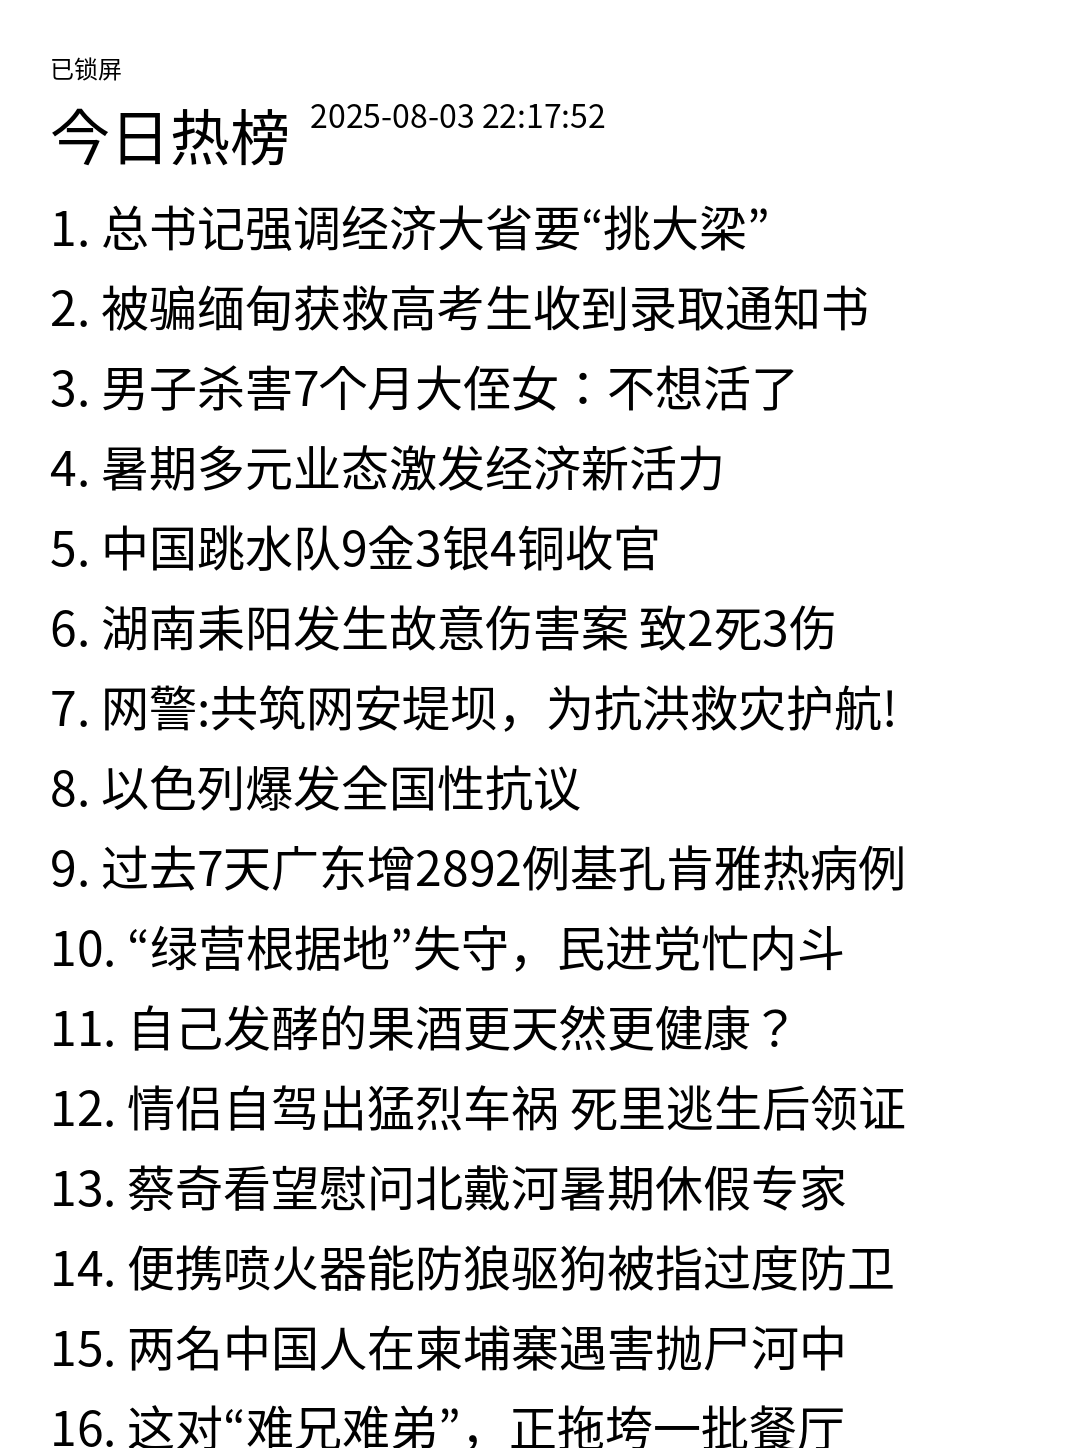 已锁屏
今日热榜 2025-08-03 22:17:52
1. 总书记强调经济大省要“挑大梁”
2. 被骗缅甸获救高考生收到录取通知书
3. 男子杀害7个月大侄女：不想活了
4. 暑期多元业态激发经济新活力
5. 中国跳水队9金3银4铜收官
6. 湖南耒阳发生故意伤害案 致2死3伤
7. 网警:共筑网安堤坝，为抗洪救灾护航!
8. 以色列爆发全国性抗议
9. 过去7天广东增2892例基孔肯雅热病例
10. “绿营根据地”失守，民进党忙内斗
11. 自己发酵的果酒更天然更健康？
12. 情侣自驾出猛烈车祸 死里逃生后领证
13. 蔡奇看望慰问北戴河暑期休假专家
14. 便携喷火器能防狼驱狗被指过度防卫
15. 两名中国人在柬埔寨遇害抛尸河中
16. 这对“难兄难弟”，正拖垮一批餐厅